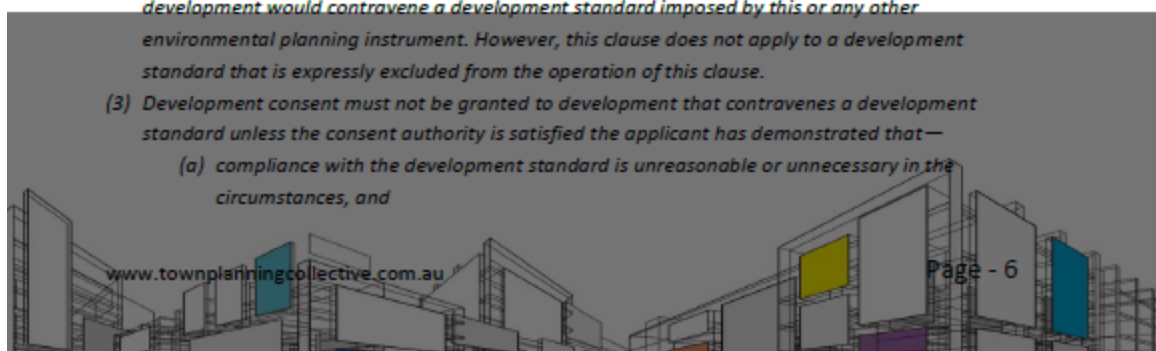 development would contravene a development standard imposed by this or any other
environmental planning instrument. However, this clause does not apply to a development
standard that is expressly excluded from the operation of this clause.
(3) Development consent must not be granted to development that contravenes a development
standard unless the consent authority is satisfied the applicant has demonstrated that—
(a) compliance with the development standard is unreasonable or unnecessary in the
circumstances, and
www.townplanningcollective.com.au
Page - 6